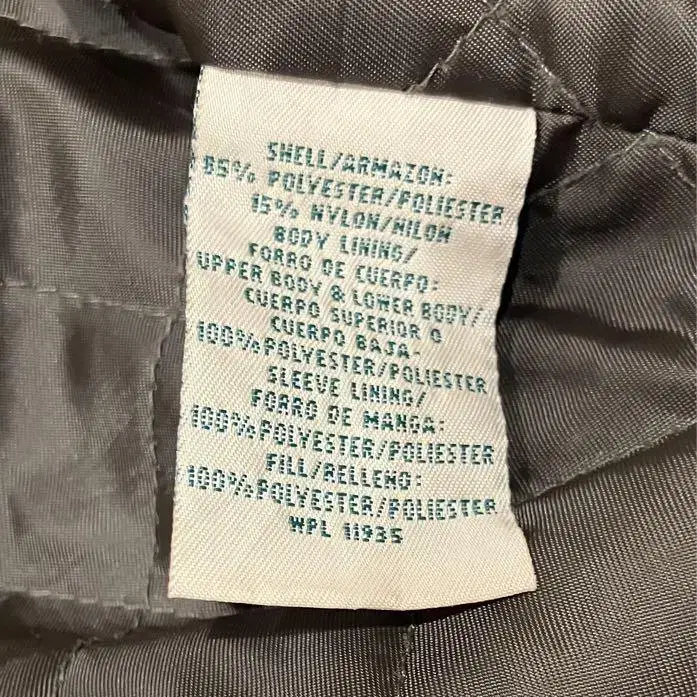 SHELL/ARMAZON:
85% POLYESTER/POLIESTER
15% NYLON/NILON
BODY LINING/
FORRO DE CUERPO:
UPPER BODY & LOWER BODY/
CUERPO SUPERIOR O
CUERPO BAJA-
100% POLYESTER/POLIESTER
SLEEVE LINING/
FORRO DE MANGA:
100% POLYESTER/POLIESTER
FILL/RELLENO:
100% POLYESTER/POLIESTER
WPL 11935